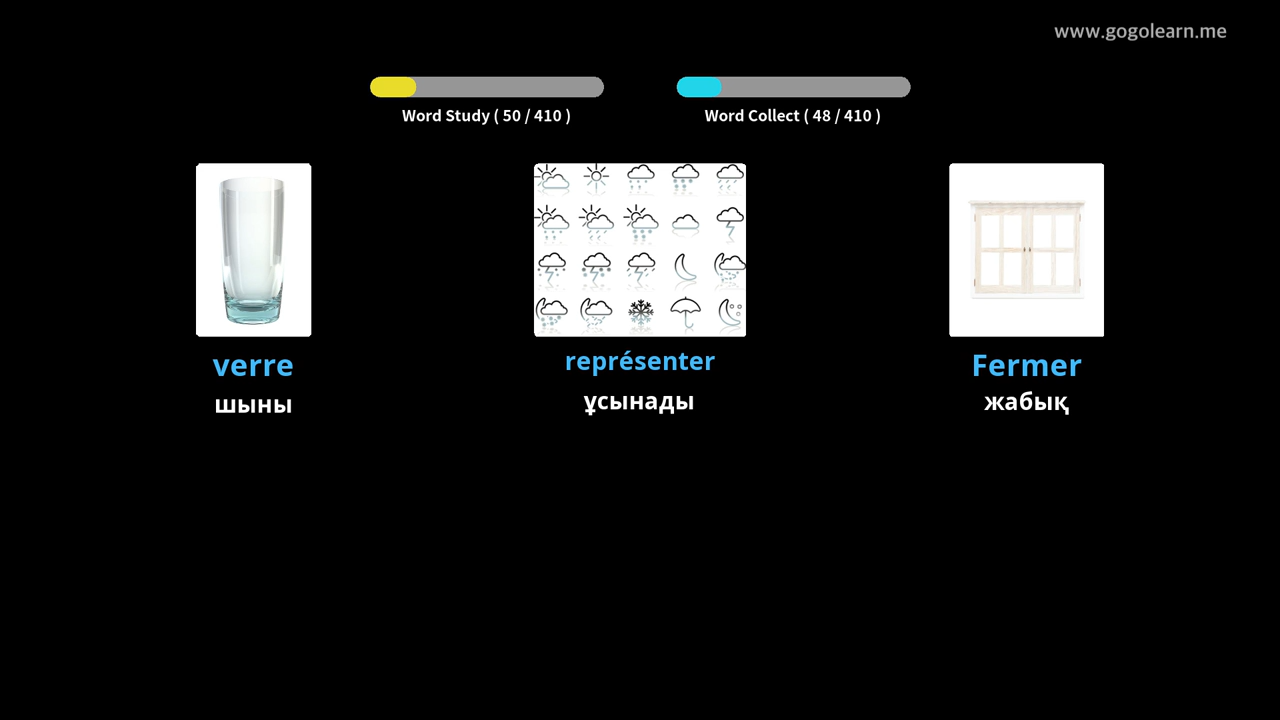 www.gogolearn.me
Word Study ( 50 / 410 )
Word Collect ( 48 / 410 )
verre
шыны
représenter
ұсынады
Fermer
жабық